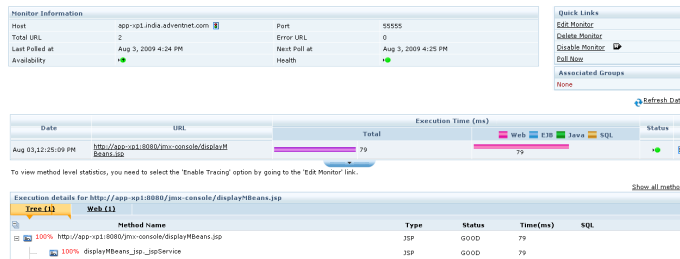 Monitor Information
Host app-xp1.india.adventnet.com Port 55555
Total URL 2 Error URL 0
Last Polled at Aug 3, 2009 4:24 PM Next Poll at Aug 3, 2009 4:25 PM
Availability Health
Quick Links
Edit Monitor
Delete Monitor
Disable Monitor
Poll Now
Associated Groups
None
Refresh Dat
Date URL Execution Time (ms) Status
Total Web EJB Java SQL
Aug 03,12:25:09 PM http://app-xp1:8080/jmx-console/displayM 79 79
Beans.jsp
To view method level statistics, you need to select the 'Enable Tracing' option by going to the 'Edit Monitor' link.
Show all metho
Execution details for http://app-xp1:8080/jmx-console/displayMBeans.jsp
Tree (1) Web (1)
Method Name Type Status Time(ms) SQL
100% http://app-xp1:8080/jmx-console/displayMBeans.jsp JSP GOOD 79
100% displayMBeans_jsp._jspService JSP GOOD 79